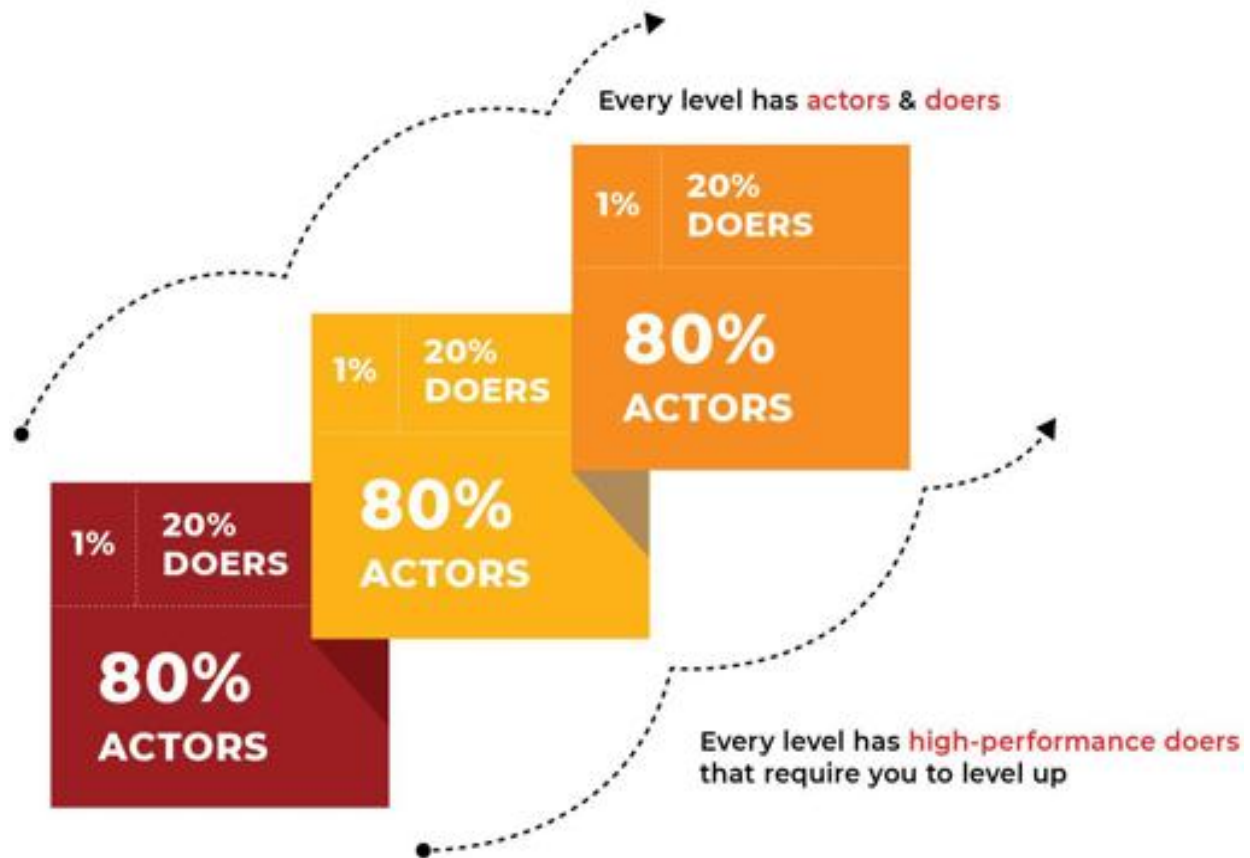 Every level has actors & doers
1%
20%
DOERS
80%
ACTORS
1%
20%
DOERS
80%
ACTORS
1%
20%
DOERS
80%
ACTORS
Every level has high-performance doers
that require you to level up